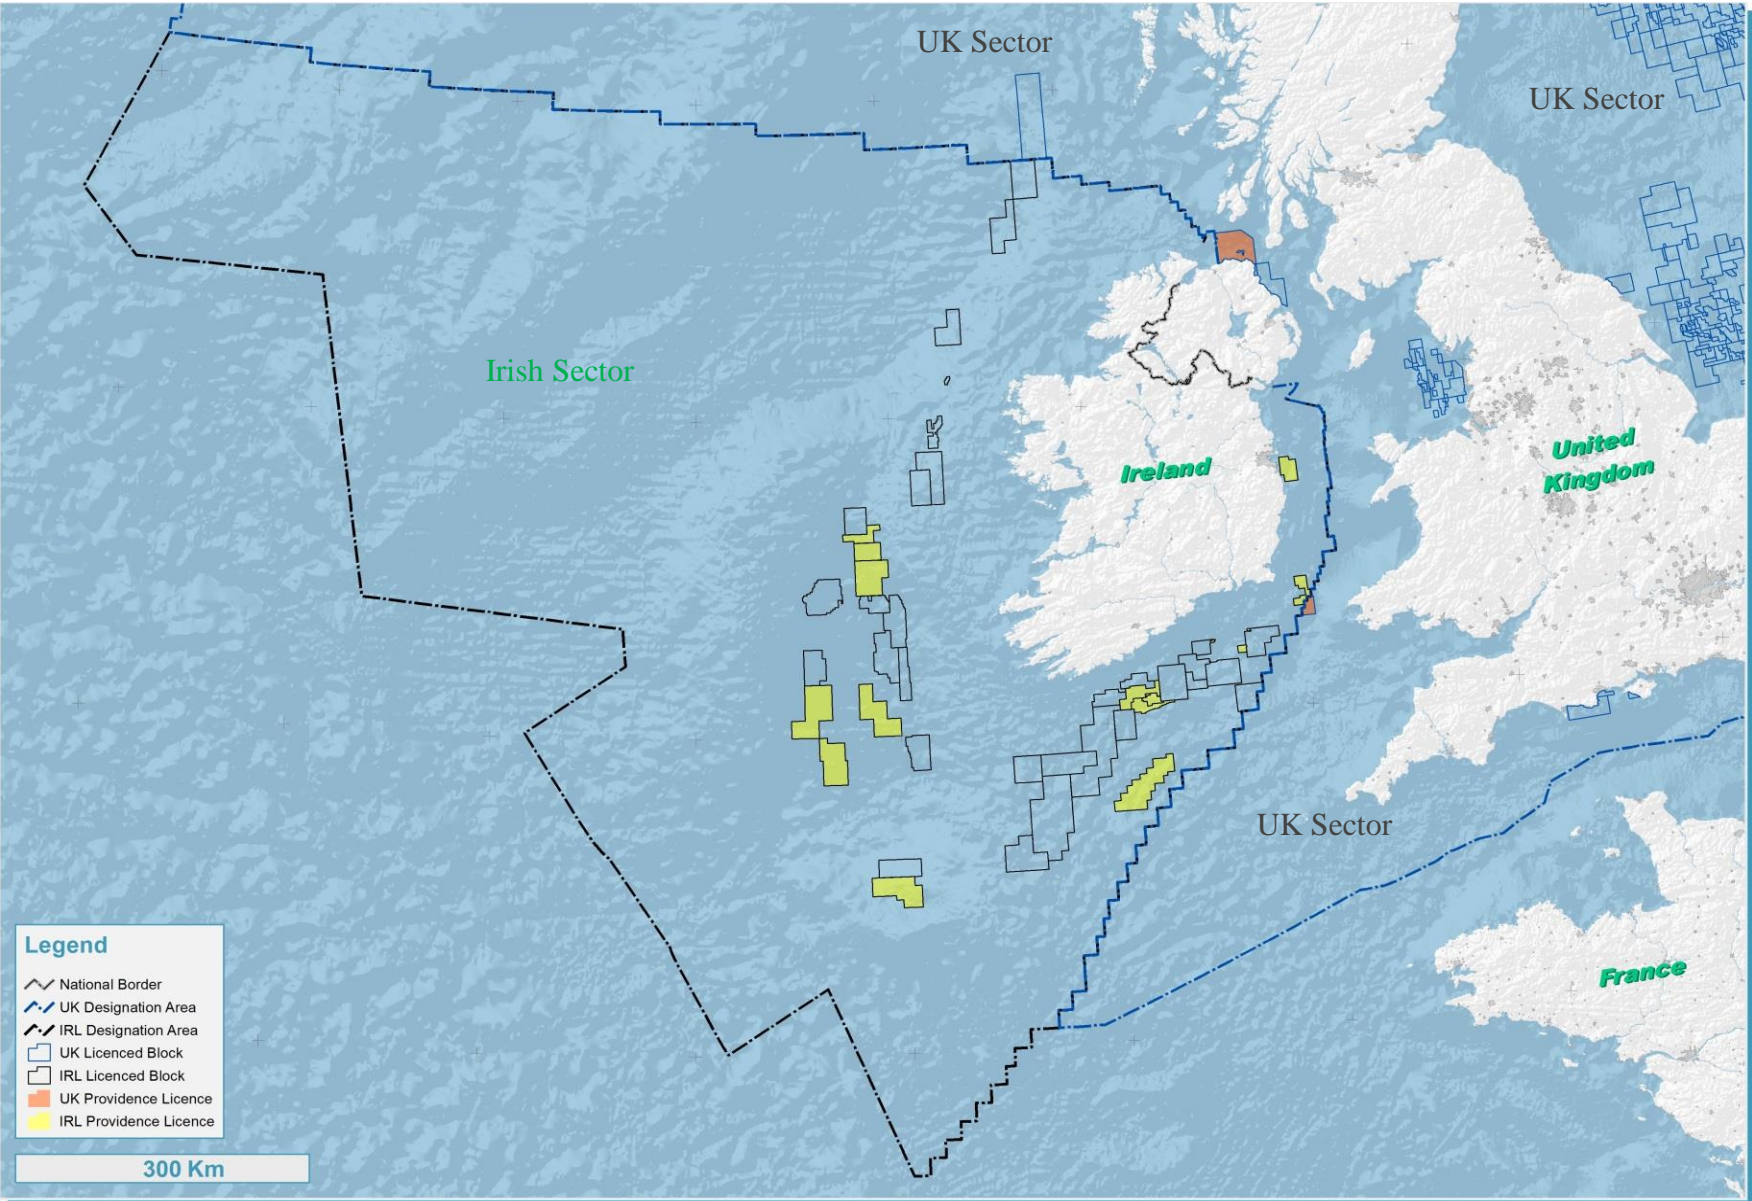 UK Sector
UK Sector
Irish Sector
Ireland
United
Kingdom
UK Sector
France
Legend
National Border
UK Designation Area
IRL Designation Area
UK Licenced Block
IRL Licenced Block
UK Providence Licence
IRL Providence Licence
300 Km